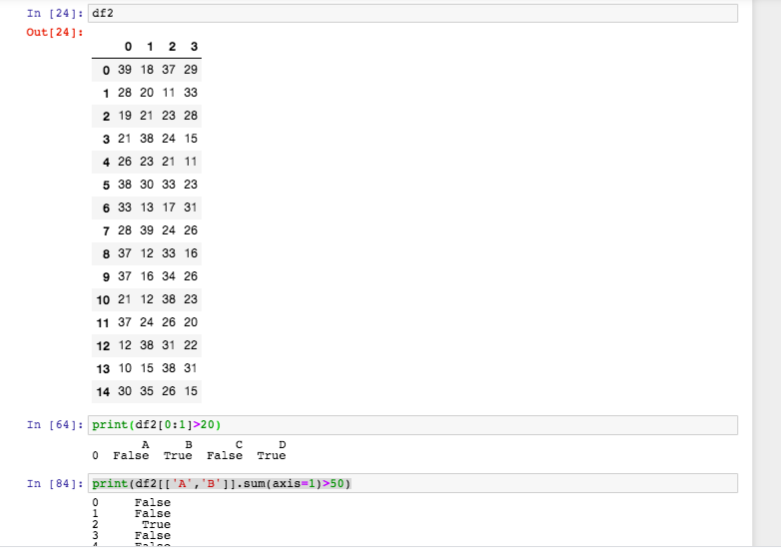 In [24]: df2
Out[24]:
0 1 2 3
0 39 18 37 29
1 28 20 11 33
2 19 21 23 28
3 21 38 24 15
4 26 23 21 11
5 38 30 33 23
6 33 13 17 31
7 28 39 24 26
8 37 12 33 16
9 37 16 34 26
10 21 12 38 23
11 37 24 26 20
12 12 38 31 22
13 10 15 38 31
14 30 35 26 15
In [64]: print(df2[0:1]>20)
A B C D
0 False True False True
In [84]: print(df2[['A','B']].sum(axis=1)>50)
0 False
1 False
2 True
3 False
4 False